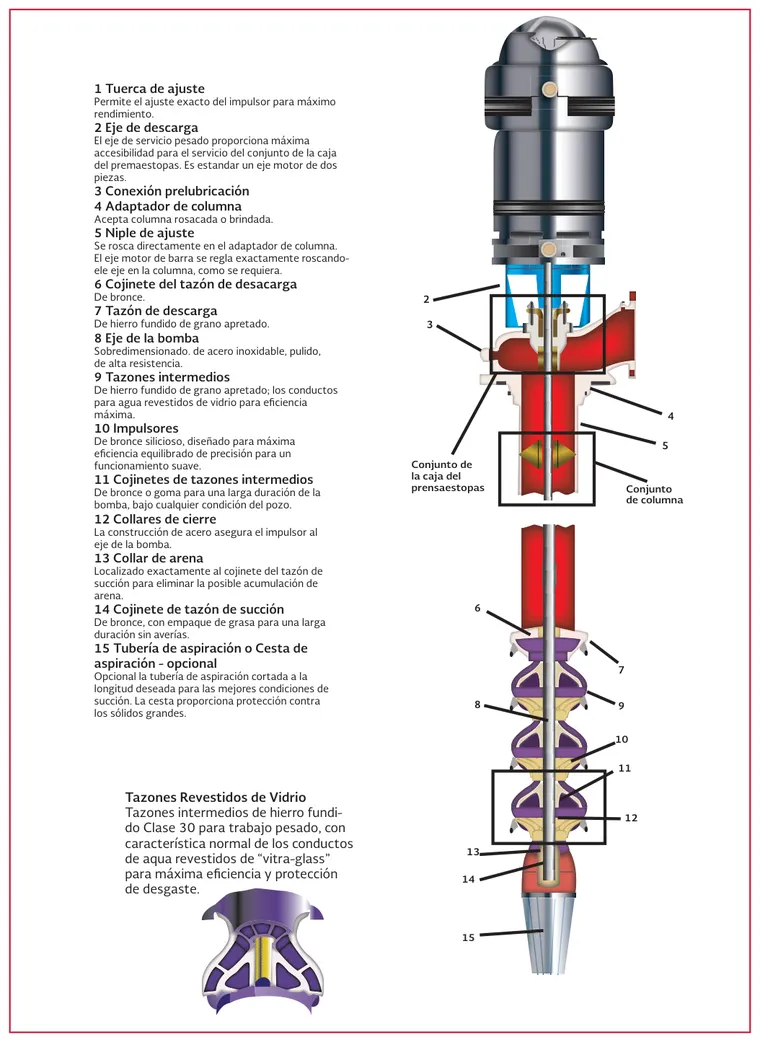 1 Tuerca de ajuste
Permite el ajuste exacto del impulsor para máximo
rendimiento.
2 Eje de descarga
El eje de servicio pesado proporciona máxima
accesibilidad para el servicio del conjunto de la caja
del premaestopas. Es estandar un eje motor de dos
piezas.
3 Conexión prelubricación
4 Adaptador de columna
Acepta columna rosacada o brindada.
5 Niple de ajuste
Se rosca directamente en el adaptador de columna.
El eje motor de barra se regla exactamente roscando-
ele eje en la columna, como se requiera.
6 Cojinete del tazón de desacarga
De bronce.
7 Tazón de descarga
De hierro fundido de grano apretado.
8 Eje de la bomba
Sobredimensionado. de acero inoxidable, pulido,
de alta resistencia.
9 Tazones intermedios
De hierro fundido de grano apretado; los conductos
para agua revestidos de vidrio para eficiencia
máxima.
10 Impulsores
De bronce silicioso, diseñado para máxima
eficiencia equilibrado de precisión para un
funcionamiento suave.
11 Cojinetes de tazones intermedios
De bronce o goma para una larga duración de la
bomba, bajo cualquier condición del pozo.
12 Collares de cierre
La construcción de acero asegura el impulsor al
eje de la bomba.
13 Collar de arena
Localizado exactamente al cojinete del tazón de
succión para eliminar la posible acumulación de
arena.
14 Cojinete de tazón de succión
De bronce, con empaque de grasa para una larga
duración sin averías.
15 Tubería de aspiración o Cesta de
aspiración - opcional
Opcional la tubería de aspiración cortada a la
longitud deseada para las mejores condiciones de
succión. La cesta proporciona protección contra
los sólidos grandes.
Tazones Revestidos de Vidrio
Tazones intermedios de hierro fundi-
do Clase 30 para trabajo pesado, con
característica normal de los conductos
de aqua revestidos de “vitra-glass”
para máxima eficiencia y protección
de desgaste.
2
3
4
5
Conjunto de
la caja del
prensaestopas
Conjunto
de columna
6
7
8
9
10
11
12
13
14
15